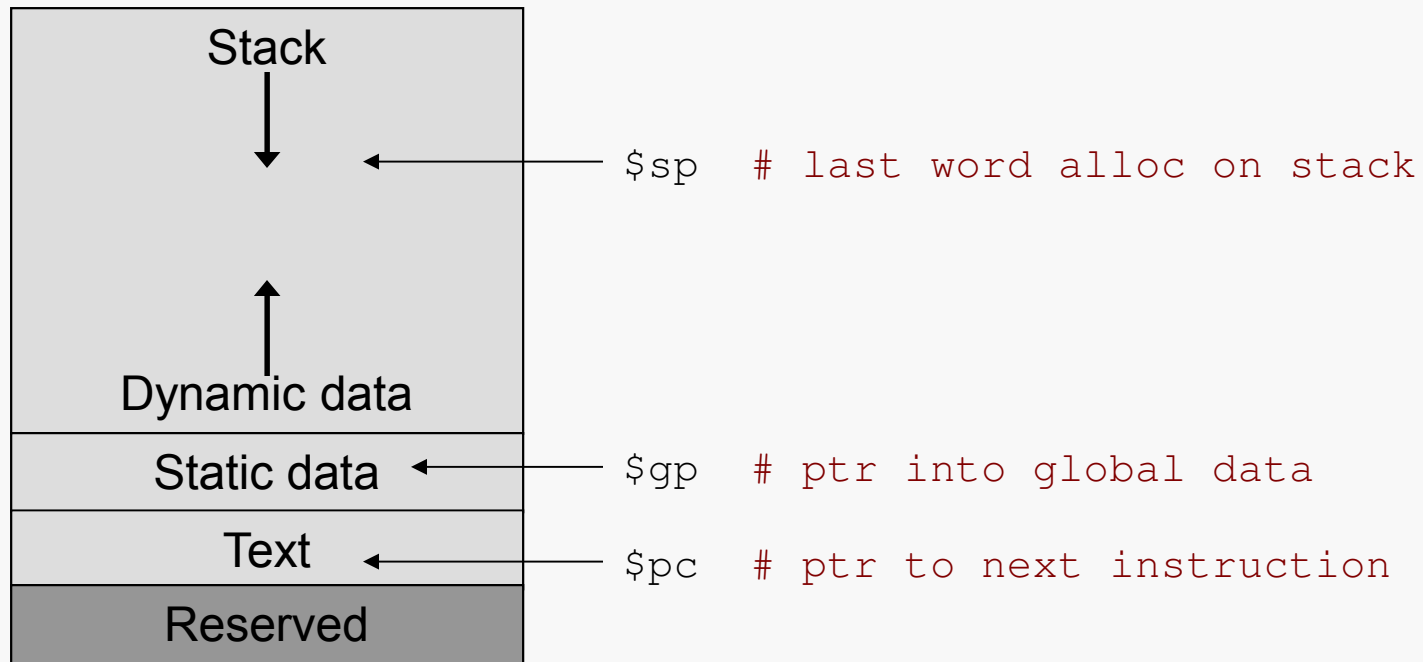 Stack
$sp # last word alloc on stack
Dynamic data
Static data
$gp # ptr into global data
Text
$pc # ptr to next instruction
Reserved